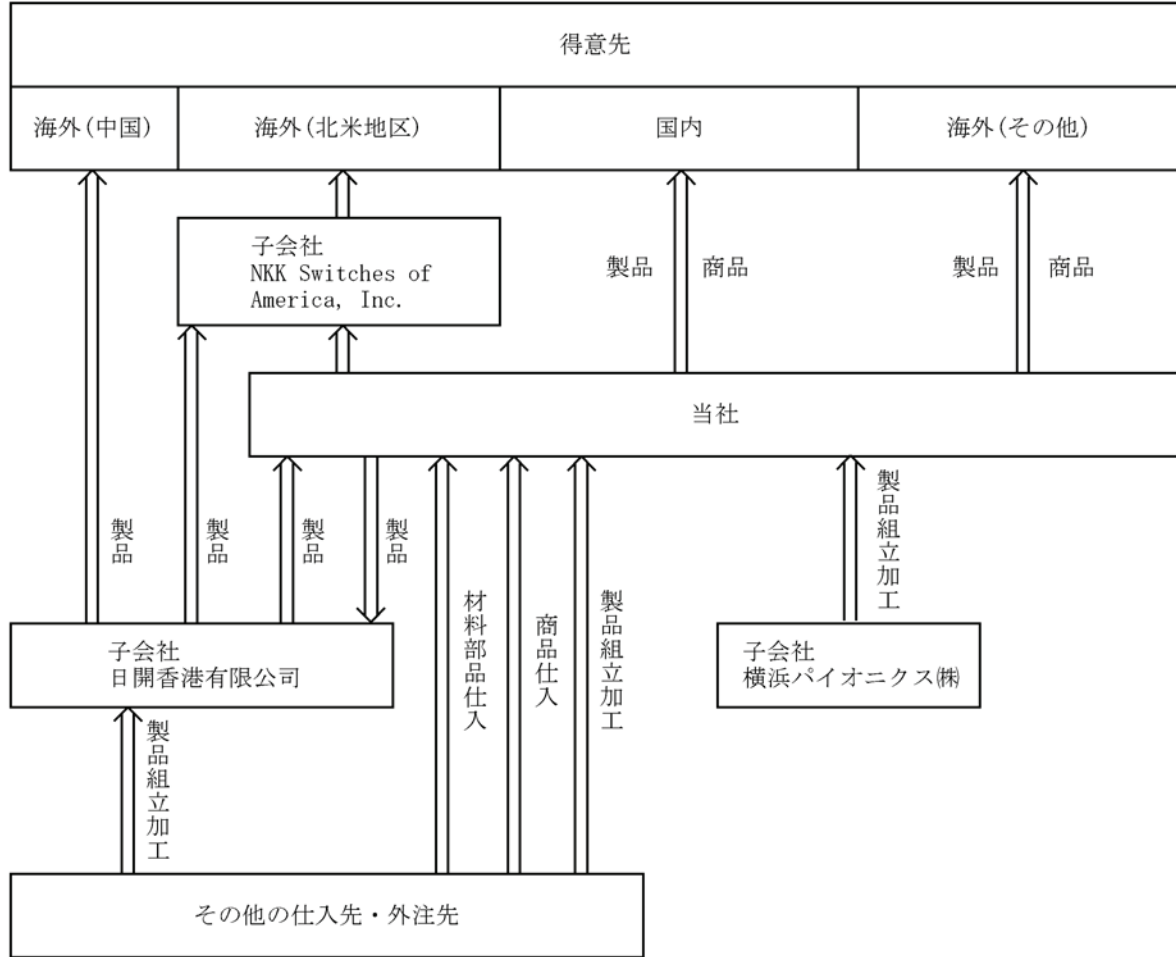 得意先
海外(中国)
海外(北米地区)
国内
海外(その他)
子会社
NKK Switches of
America, Inc.
製品
商品
製品
商品
当社
製品
製品
製品
製品
材料部品仕入
商品仕入
製品組立加工
製品組立加工
子会社
日開香港有限公司
子会社
横浜パイオニクス㈱
製品組立加工
その他の仕入先・外注先